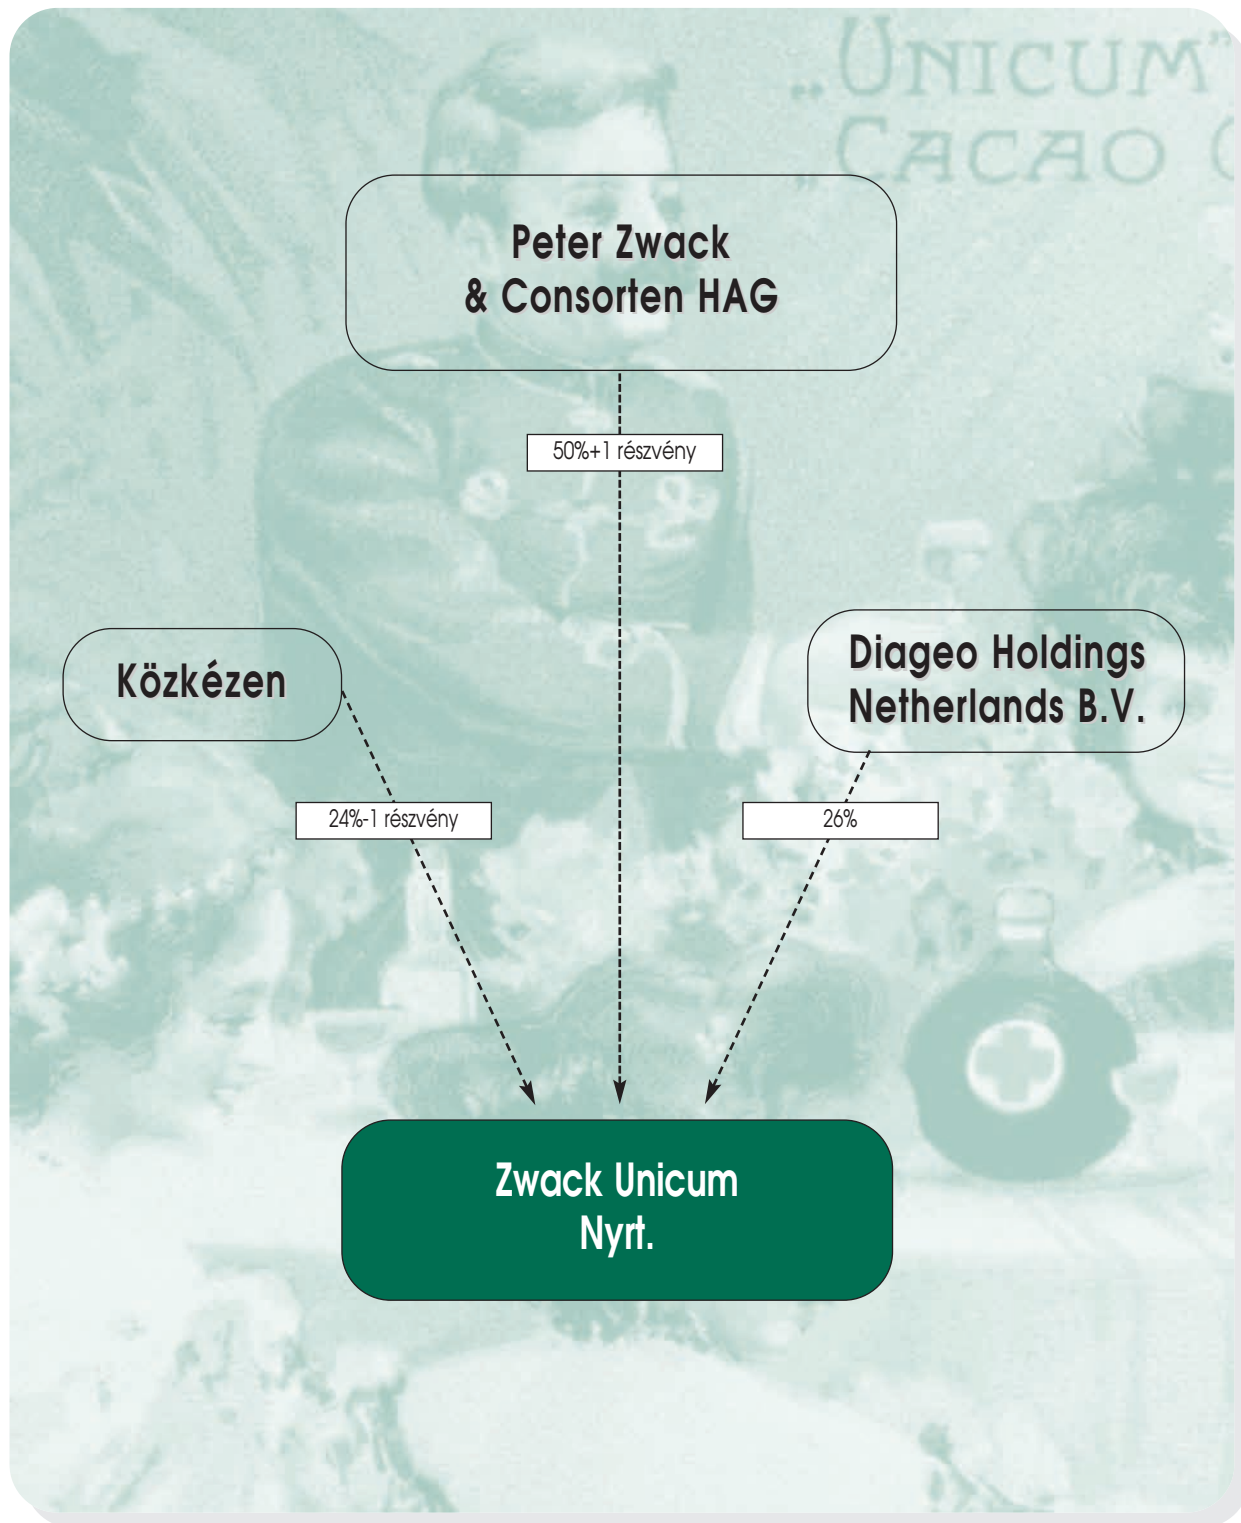 „UNICUM”
„CACAO
Peter Zwack
& Consorten HAG
50%+1 részvény
Közkézen
Diageo Holdings
Netherlands B.V.
24%-1 részvény
26%
Zwack Unicum
Nyrt.